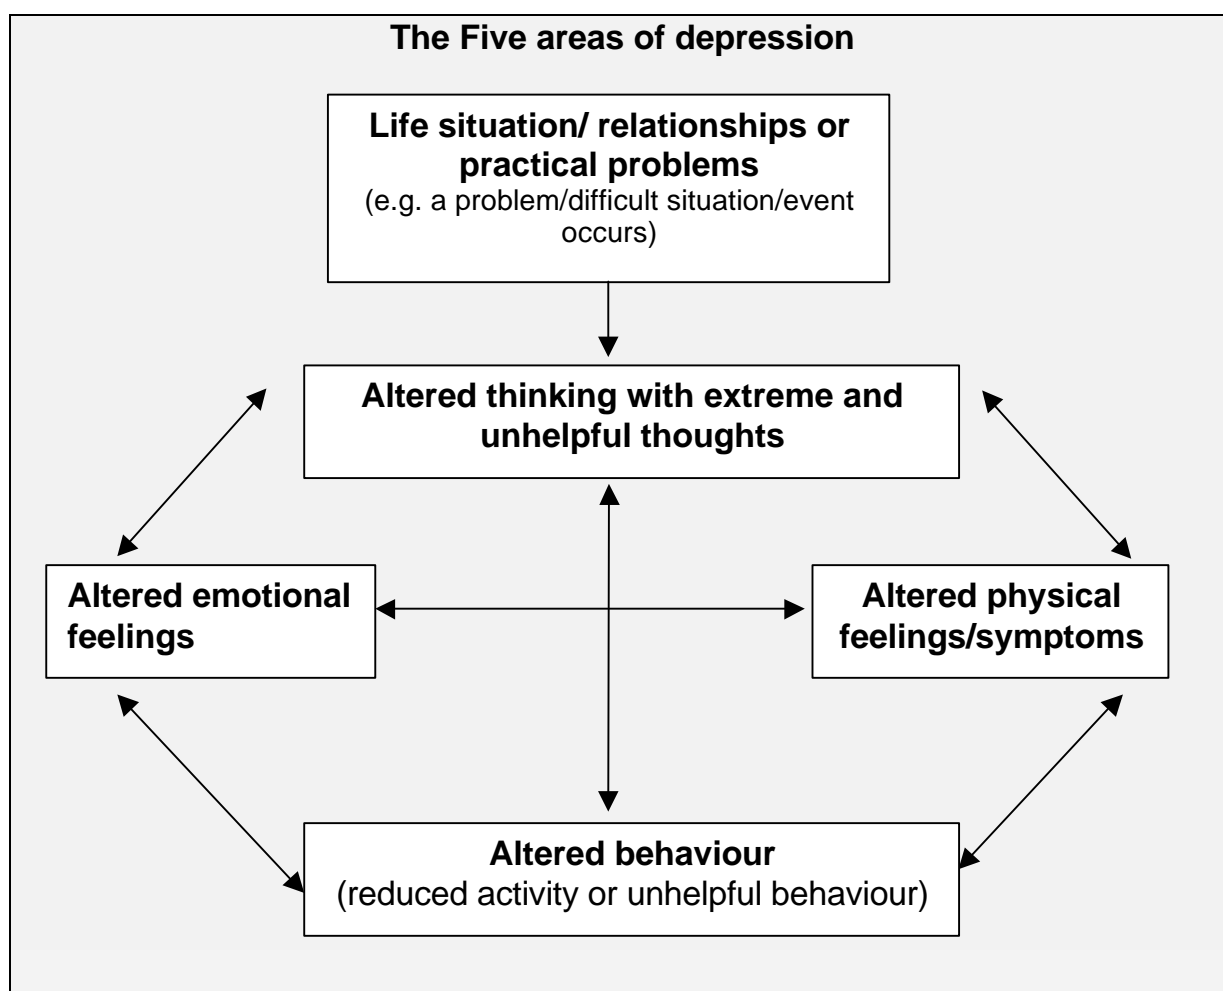 The Five areas of depression
Life situation/ relationships or
practical problems
(e.g. a problem/difficult situation/event
occurs)
Altered thinking with extreme and
unhelpful thoughts
Altered emotional
feelings
Altered physical
feelings/symptoms
Altered behaviour
(reduced activity or unhelpful behaviour)